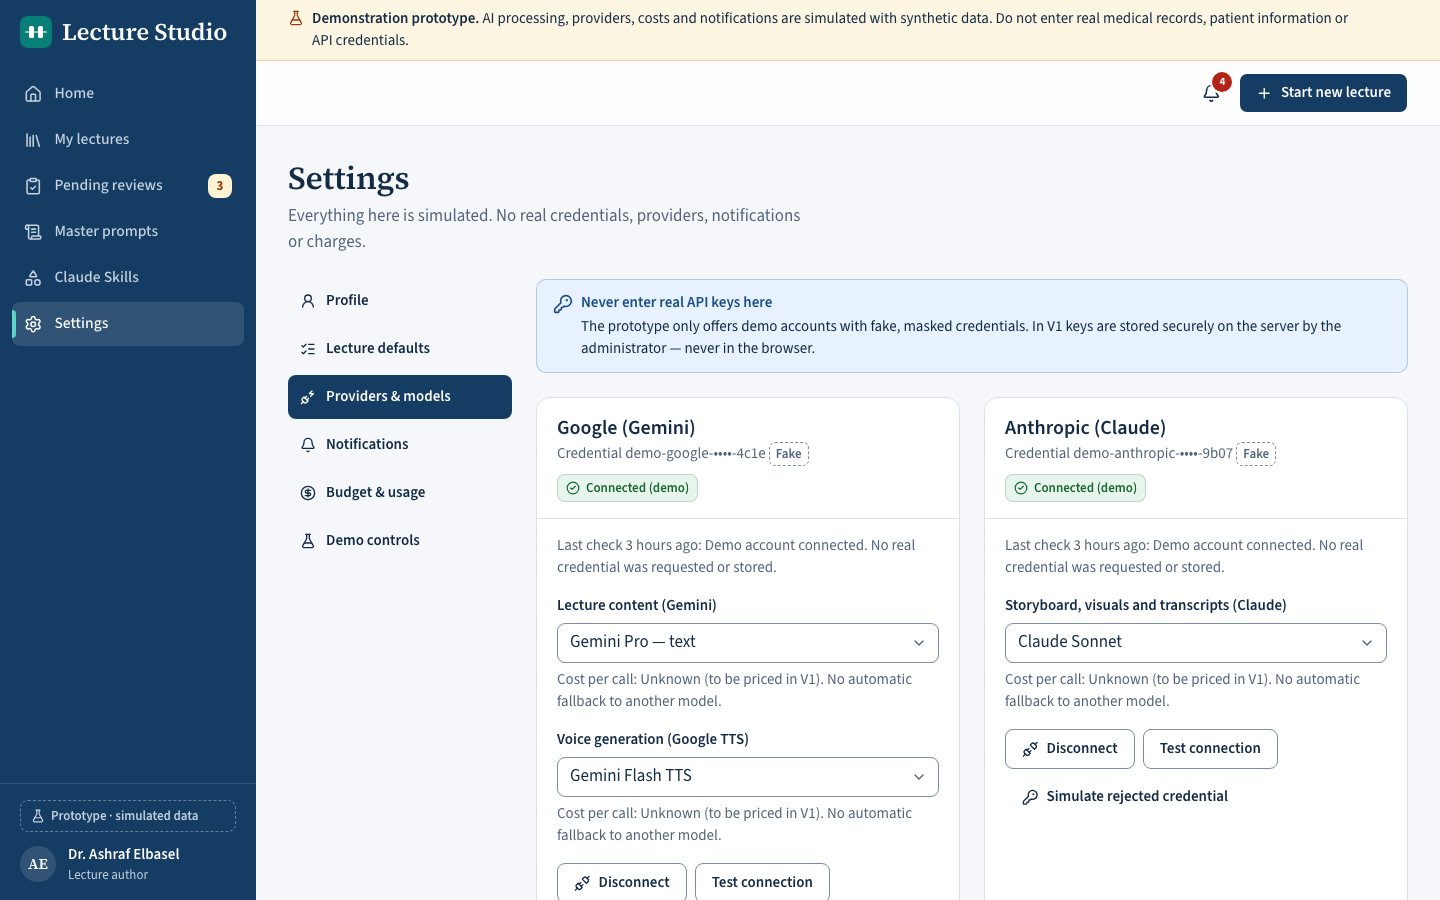 Lecture Studio
Home
My lectures
Pending reviews 3
Master prompts
Claude Skills
Settings
Prototype · simulated data
AE
Dr. Ashraf Elbasel
Lecture author
Demonstration prototype. AI processing, providers, costs and notifications are simulated with synthetic data. Do not enter real medical records, patient information or
API credentials.
4
Start new lecture
Settings
Everything here is simulated. No real credentials, providers, notifications
or charges.
Profile
Lecture defaults
Providers & models
Notifications
Budget & usage
Demo controls
Never enter real API keys here
The prototype only offers demo accounts with fake, masked credentials. In V1 keys are stored securely on the server by the
administrator — never in the browser.
Google (Gemini)
Credential demo-google-••••-4c1e Fake
Connected (demo)
Last check 3 hours ago: Demo account connected. No real
credential was requested or stored.
Lecture content (Gemini)
Gemini Pro — text
Cost per call: Unknown (to be priced in V1). No automatic
fallback to another model.
Voice generation (Google TTS)
Gemini Flash TTS
Cost per call: Unknown (to be priced in V1). No automatic
fallback to another model.
Disconnect
Test connection
Anthropic (Claude)
Credential demo-anthropic-••••-9b07 Fake
Connected (demo)
Last check 3 hours ago: Demo account connected. No real
credential was requested or stored.
Storyboard, visuals and transcripts (Claude)
Claude Sonnet
Cost per call: Unknown (to be priced in V1). No automatic
fallback to another model.
Disconnect
Test connection
Simulate rejected credential